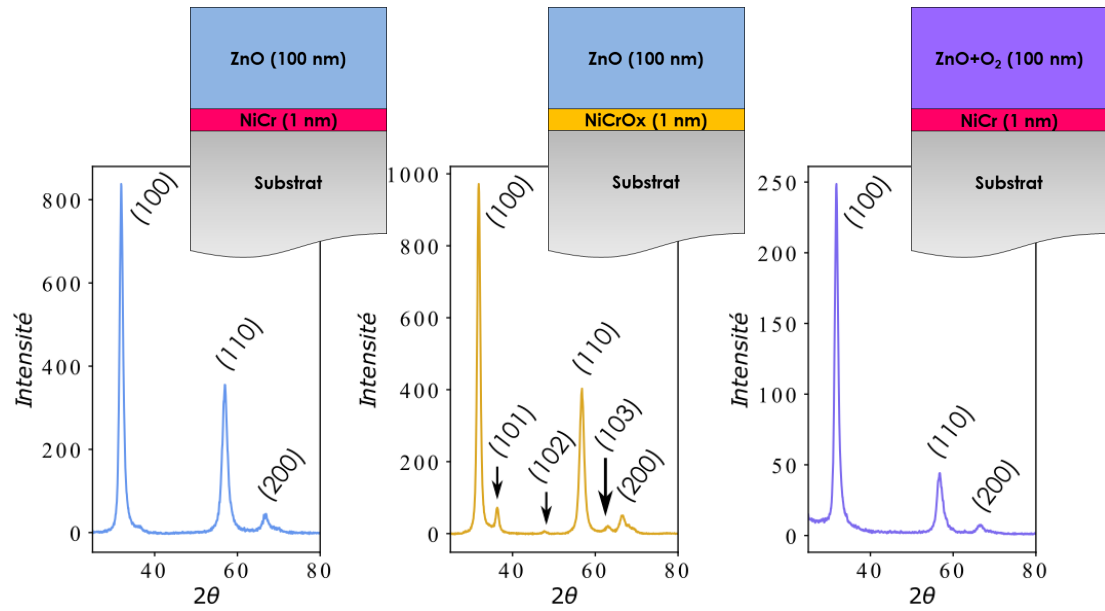 ZnO (100 nm)
NiCr (1 nm)
Substrat
800
600
400
200
0
40
60
80
Intensité
2θ
(100)
(110)
(200)
ZnO (100 nm)
NiCrOx (1 nm)
Substrat
1000
800
600
400
200
0
40
60
80
Intensité
2θ
(100)
(101)
(102)
(110)
(103)
(200)
ZnO+O₂ (100 nm)
NiCr (1 nm)
Substrat
250
200
150
100
50
0
40
60
80
Intensité
2θ
(100)
(110)
(200)